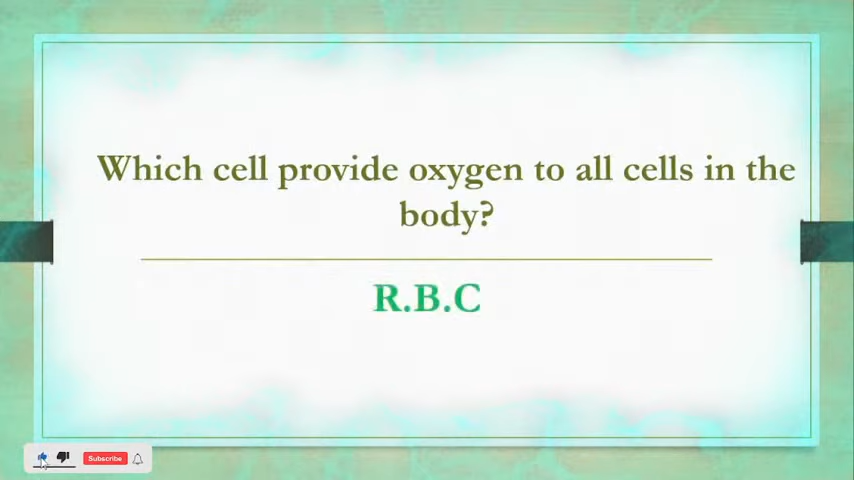 Which cell provide oxygen to all cells in the
body?
R.B.C
Subscribe